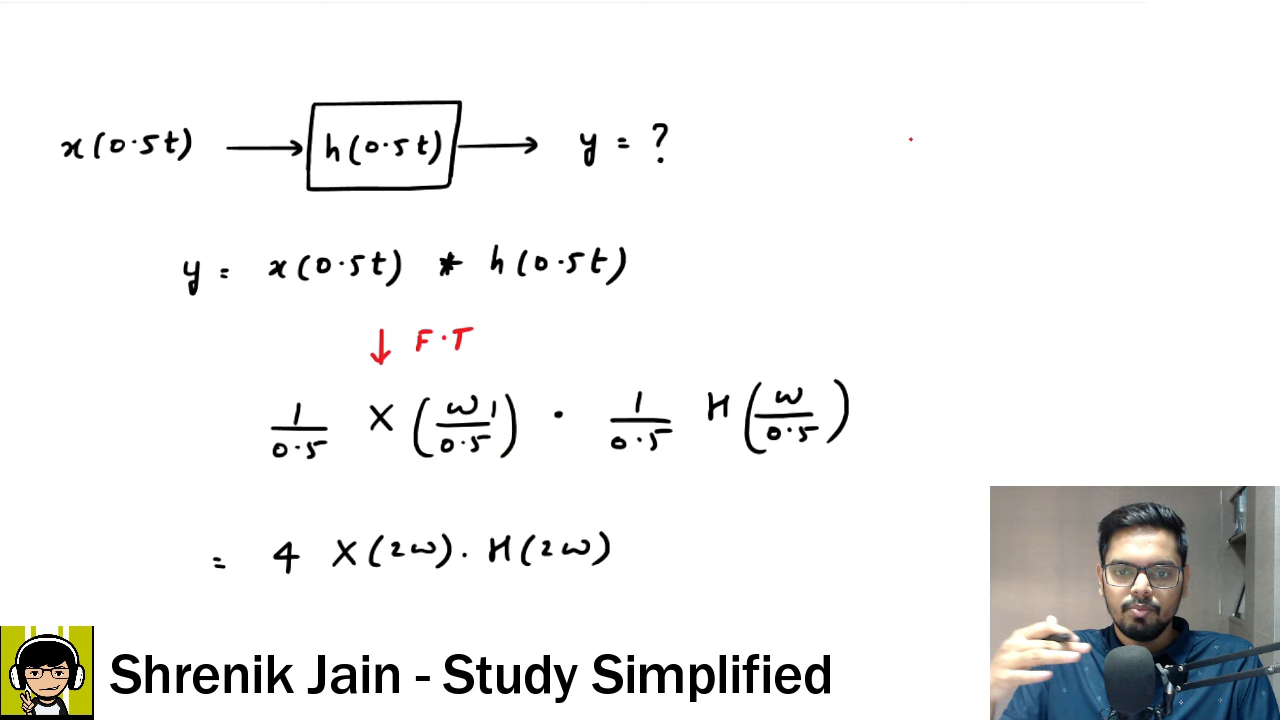 x(0.5t) → h(0.5t) → y = ?
y = x(0.5t) * h(0.5t)
↓ F.T
1/0.5 X(ω/0.5) · 1/0.5 H(ω/0.5)
= 4 X(2ω). H(2ω)
Shrenik Jain - Study Simplified